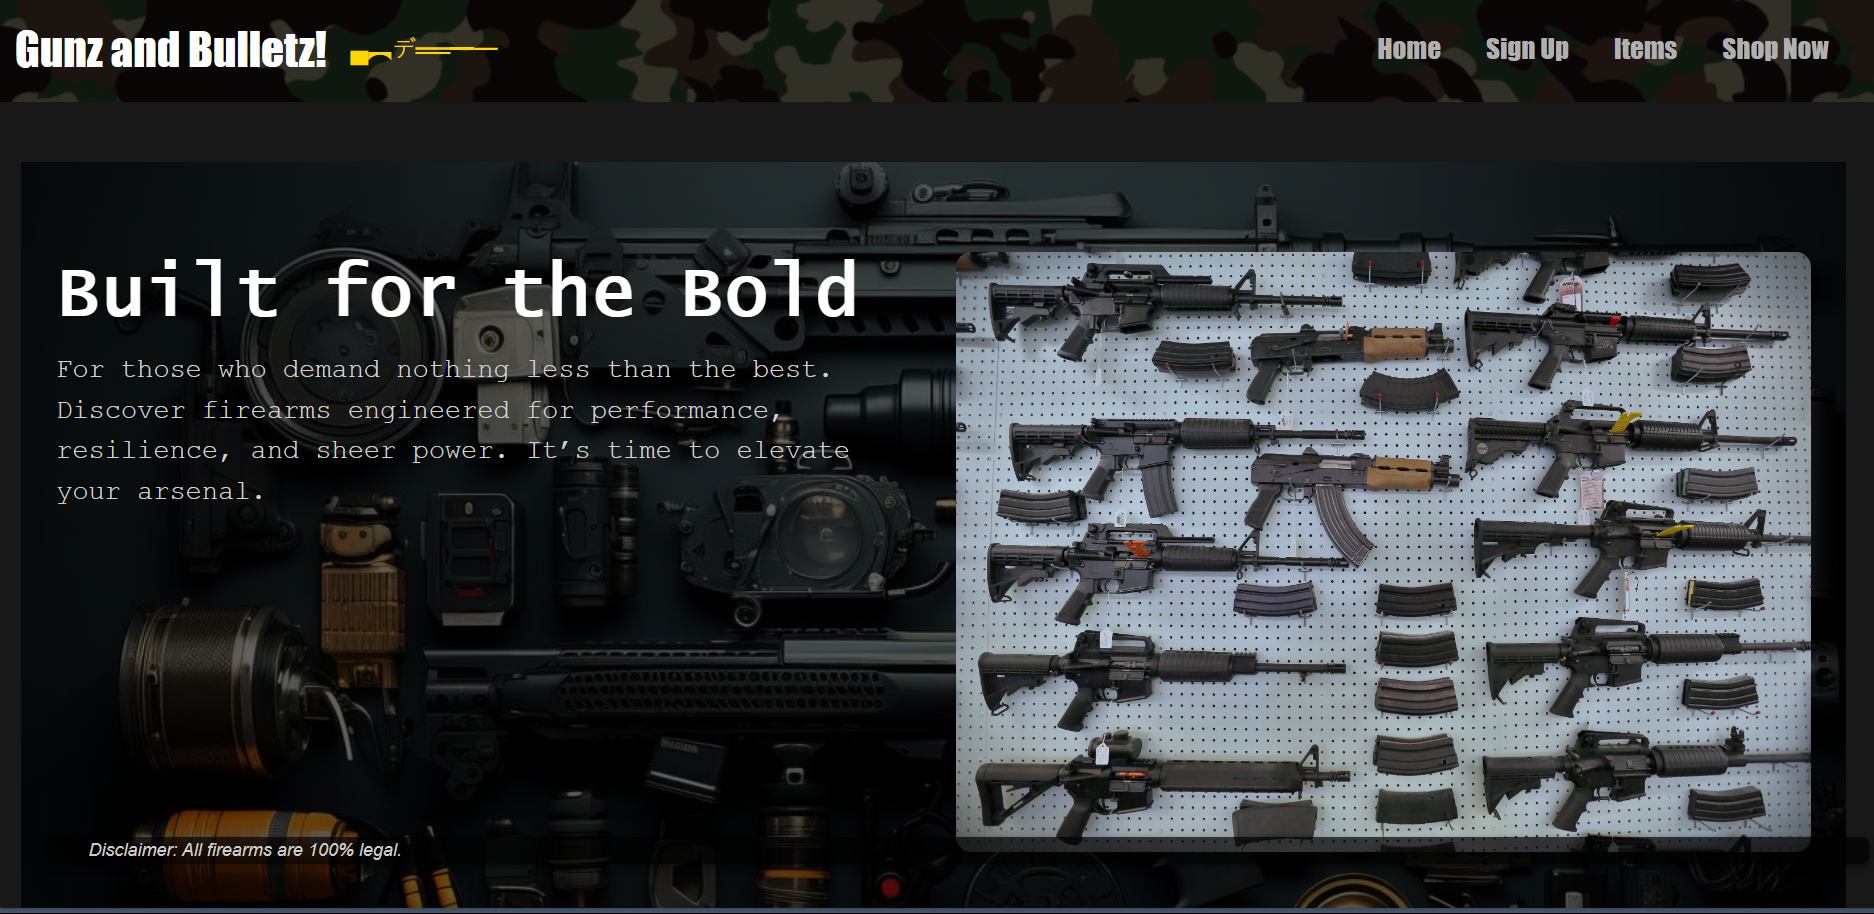 Gunz and Bulletz! ▄︻デ══━一
Home Sign Up Items Shop Now
Built for the Bold
For those who demand nothing less than the best.
Discover firearms engineered for performance,
resilience, and sheer power. It’s time to elevate
your arsenal.
Disclaimer: All firearms are 100% legal.